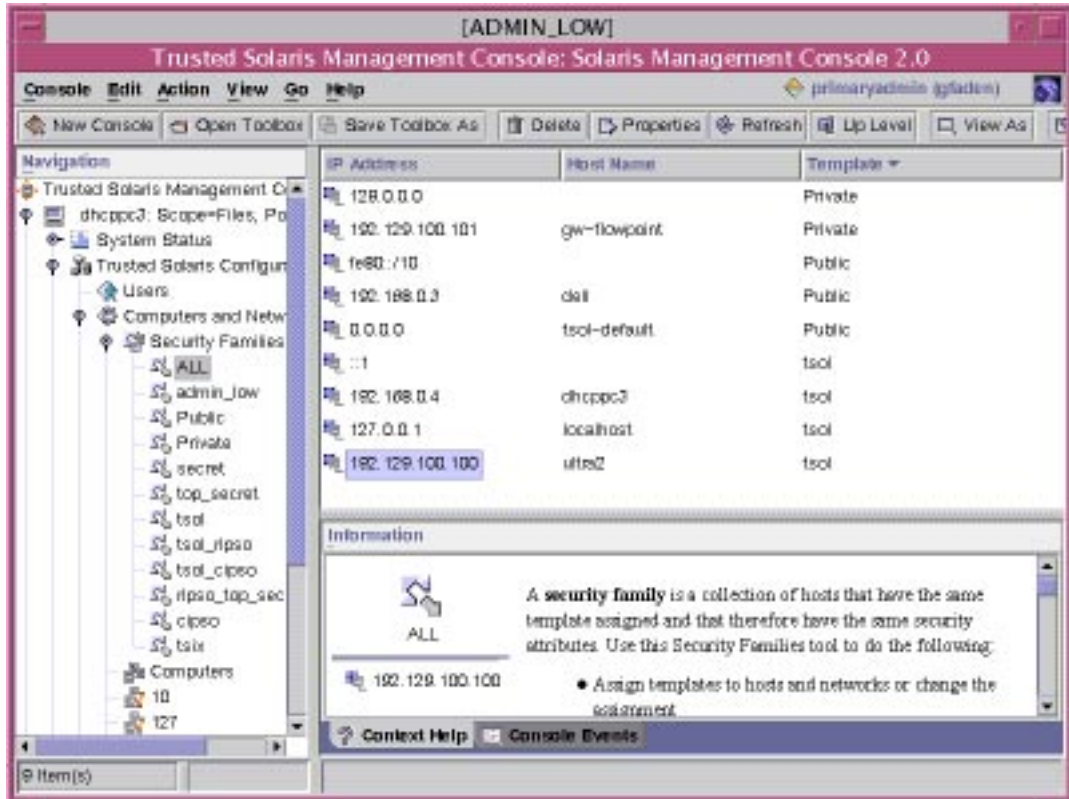 [ADMIN_LOW]
Trusted Solaris Management Console: Solaris Management Console 2.0
Console Edit Action View Go Help
primaryadmin (gfaden)
New Console Open Toolbox Save Toolbox As Delete Properties Refresh Up Level View As
Navigation
Trusted Solaris Management C
dhcppc3: Scope=Files, Po
System Status
Trusted Solaris Configur
Users
Computers and Netw
Security Families
ALL
admin_low
Public
Private
secret
top_secret
tsol
tsol_ripso
tsol_cipso
ripso_top_sec
cipso
tsix
Computers
10
127
9 Item(s)
IP Address Host Name Template
129.0.0.0 Private
192.129.100.101 gw-flowpoint Private
fe80::/10 Public
192.168.0.3 dell Public
0.0.0.0 tsol-default Public
::1 tsol
192.168.0.4 dhcppc3 tsol
127.0.0.1 localhost tsol
192.129.100.100 ultra2 tsol
Information
ALL
192.129.100.100
A security family is a collection of hosts that have the same
template assigned and that therefore have the same security
attributes. Use this Security Families tool to do the following:
• Assign templates to hosts and networks or change the
assignment
Context Help Console Events